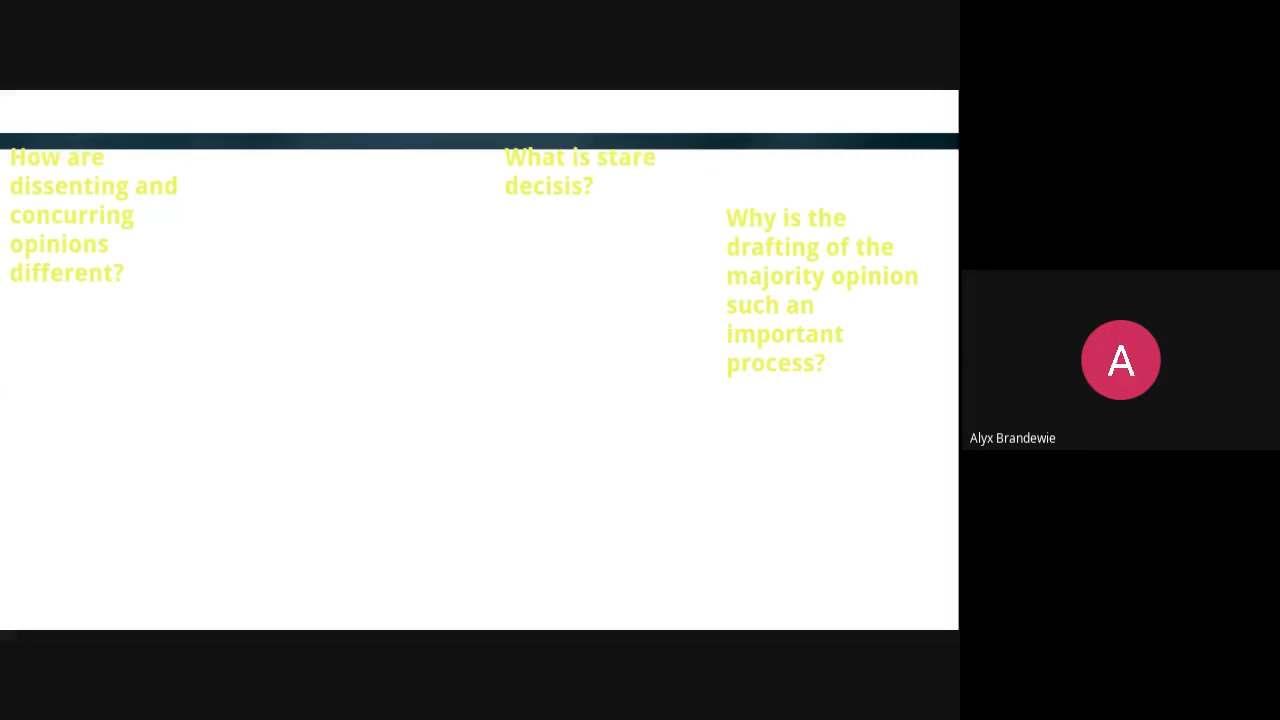 How are
dissenting and
concurring
opinions
different?
What is stare
decisis?
Why is the
drafting of the
majority opinion
such an
important
process?
A
Alyx Brandewie